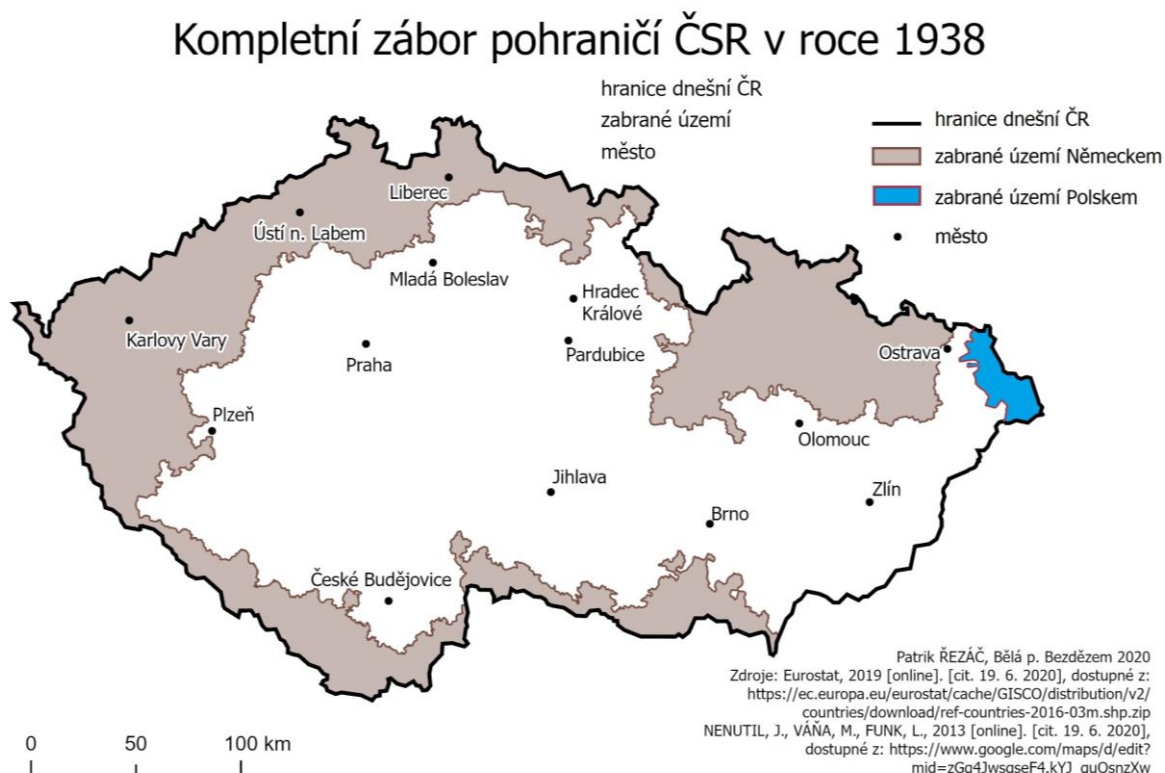 Kompletní zábor pohraničí ČSR v roce 1938
hranice dnešní ČR
zabrané území
město
hranice dnešní ČR
zabrané území Německem
zabrané území Polskem
město
Liberec
Ústí n. Labem
Mladá Boleslav
Hradec
Králové
Karlovy Vary
Praha
Pardubice
Ostrava
Plzeň
Olomouc
Jihlava
Zlín
Brno
České Budějovice
Patrik ŘEZÁČ, Bělá p. Bezdězem 2020
Zdroje: Eurostat, 2019 [online]. [cit. 19. 6. 2020], dostupné z:
https://ec.europa.eu/eurostat/cache/GISCO/distribution/v2/
countries/download/ref-countries-2016-03m.shp.zip
NENUTIL, J., VÁŇA, M., FUNK, L., 2013 [online]. [cit. 19. 6. 2020],
dostupné z: https://www.google.com/maps/d/edit?
0 50 100 km